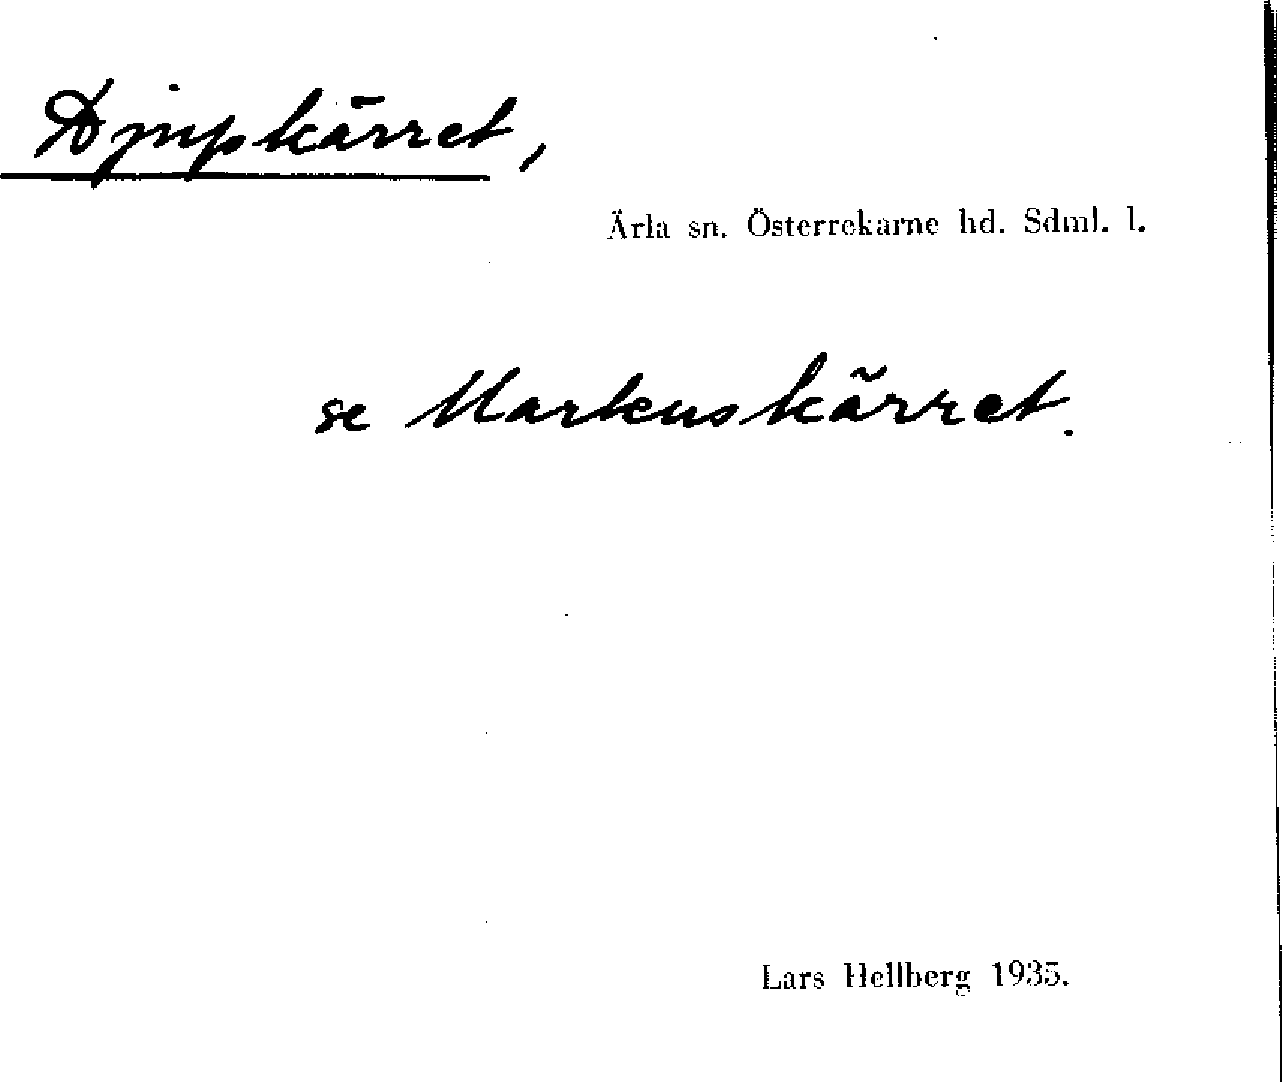 Djupkärret,
Ärla sn. Österrekarne hd. Sdml. l.
se Markuskärret.
Lars Hellberg 1935.